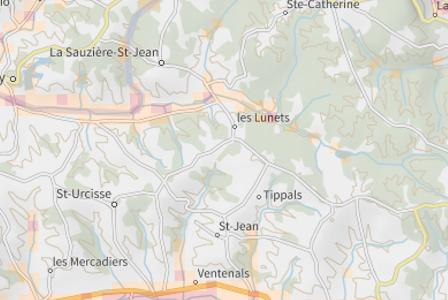 Ste-Catherine
La Sauzière-St-Jean
les Lunets
St-Urcisse
Tippals
St-Jean
les Mercadiers
Ventenals